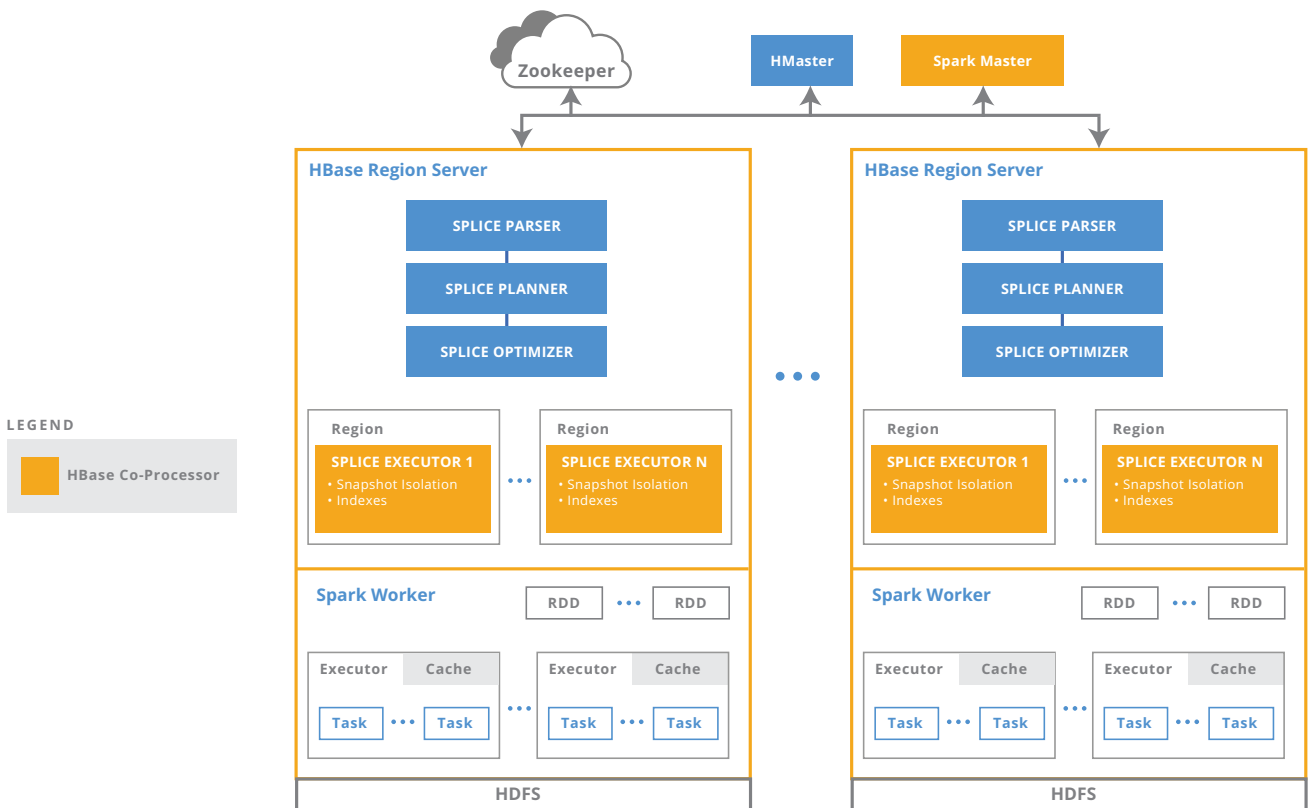 Zookeeper
HMaster
Spark Master
HBase Region Server
SPLICE PARSER
SPLICE PLANNER
SPLICE OPTIMIZER
Region
SPLICE EXECUTOR 1
• Snapshot Isolation
• Indexes
•••
Region
SPLICE EXECUTOR N
• Snapshot Isolation
• Indexes
Spark Worker
RDD
•••
RDD
Executor
Cache
Task
•••
Task
•••
Executor
Cache
Task
•••
Task
HDFS
•••
HBase Region Server
SPLICE PARSER
SPLICE PLANNER
SPLICE OPTIMIZER
Region
SPLICE EXECUTOR 1
• Snapshot Isolation
• Indexes
•••
Region
SPLICE EXECUTOR N
• Snapshot Isolation
• Indexes
Spark Worker
RDD
•••
RDD
Executor
Cache
Task
•••
Task
•••
Executor
Cache
Task
•••
Task
HDFS
LEGEND
HBase Co-Processor